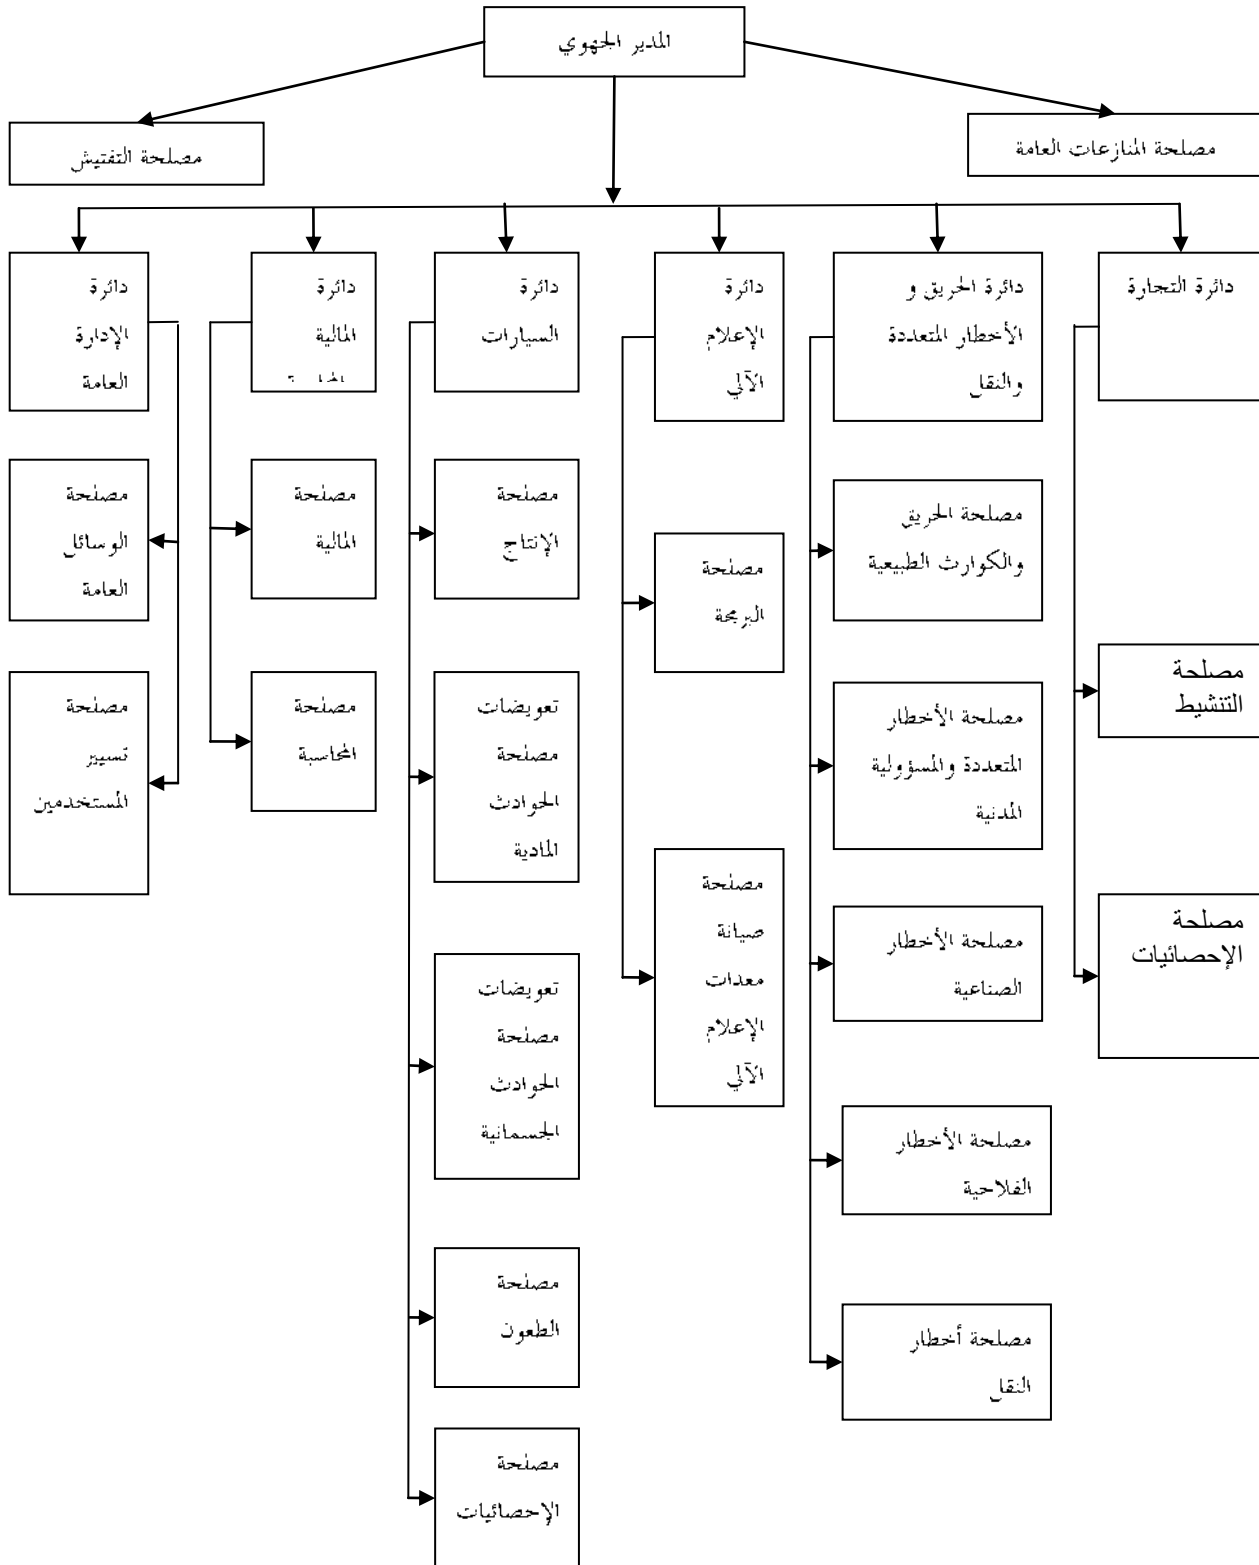 المدير الجهوي
مصلحة المنازعات العامة
مصلحة التفتيش
دائرة التجارة
مصلحة
التنشيط
مصلحة
الإحصائيات
دائرة الحريق و
الأخطار المتعددة
والنقل
مصلحة الحريق
والكوارث الطبيعية
مصلحة الأخطار
المتعددة والمسؤولية
المدنية
مصلحة الأخطار
الصناعية
مصلحة الأخطار
الفلاحية
مصلحة أخطار
النقل
دائرة
الإعلام
الآلي
مصلحة
البرمجة
مصلحة
صيانة
معدات
الإعلام
الآلي
دائرة
السيارات
مصلحة
الإنتاج
تعويضات
مصلحة
الحوادث
المادية
تعويضات
مصلحة
الحوادث
الجسمانية
مصلحة
الطعون
مصلحة
الإحصائيات
دائرة
المالية
مصلحة
المالية
مصلحة
المحاسبة
دائرة
الإدارة
العامة
مصلحة
الوسائل
العامة
مصلحة
تسيير
المستخدمين